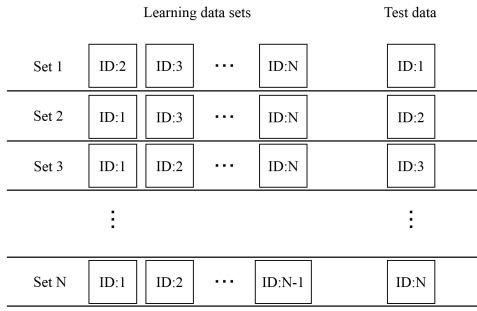 Learning data sets Test data
Set 1 ID:2 ID:3 ··· ID:N ID:1
Set 2 ID:1 ID:3 ··· ID:N ID:2
Set 3 ID:1 ID:2 ··· ID:N ID:3
⋮ ⋮
Set N ID:1 ID:2 ··· ID:N-1 ID:N